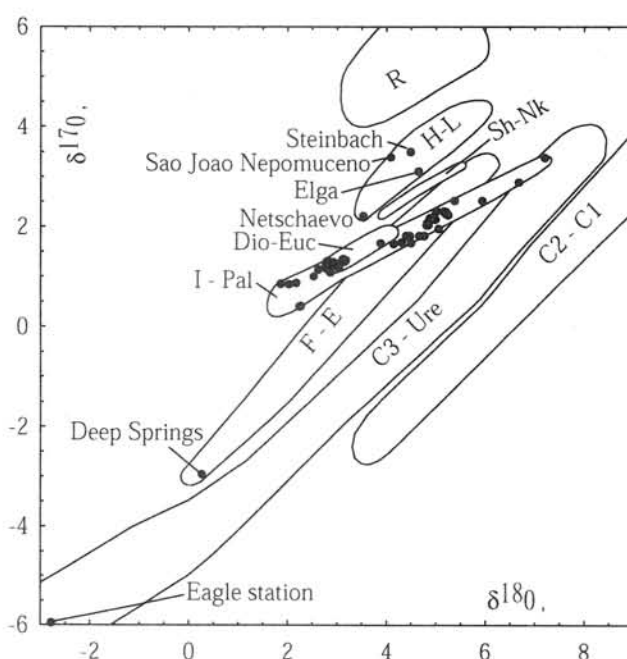 6
4
2
0
-2
-4
-6
-2
0
2
4
6
8
δ17O.
δ18O.
R
H-L
Sh-Nk
Steinbach
Sao Joao Nepomuceno
Elga
Netschaevo
Dio-Euc
I - Pal
F - E
C3 - Ure
C2 - C1
Deep Springs
Eagle station